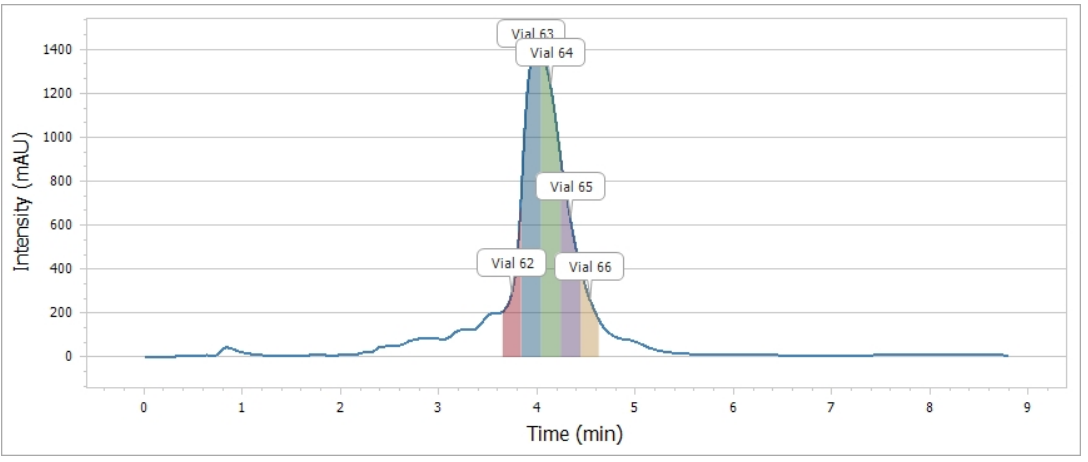 Vial 63
Vial 64
1400
1200
1000
800
Vial 65
600
400
Vial 62
Vial 66
200
0
Intensity (mAU)
0 1 2 3 4 5 6 7 8 9
Time (min)